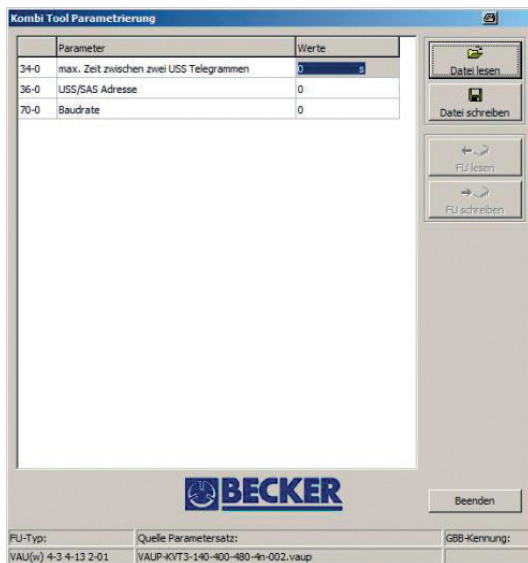 Kombi Tool Parametrierung
Parameter Werte
34-0 max. Zeit zwischen zwei USS Telegrammen 0 s
36-0 USS/SAS Adresse 0
70-0 Baudrate 0
Datei lesen
Datei schreiben
FU lesen
FU schreiben
BECKER
Beenden
FU-Typ: Quelle Parametersatz: GBB-Kennung:
VAU(w) 4-3 4-13 2-01 VAUP-KVT3-140-400-480-4n-002.vaup